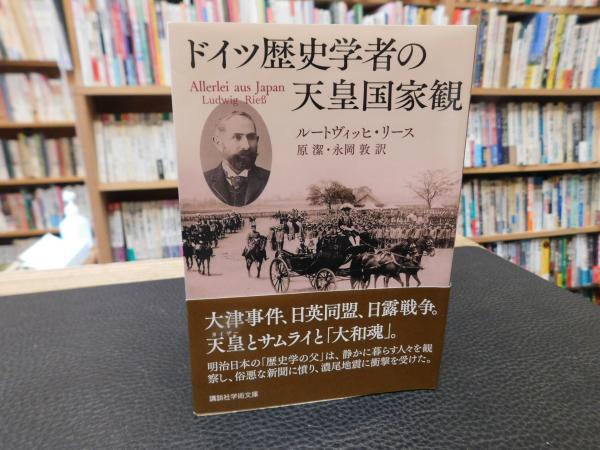 ドイツ歴史学者の
天皇国家観
Allerlei aus Japan
Ludwig Rieß
ルートヴィッヒ・リース
原 潔・永岡 敦 訳
大津事件、日英同盟、日露戦争。
天皇とサムライと「大和魂」。
明治日本の「歴史学の父」は、静かに暮らす人々を観
察し、俗悪な新聞に憤り、濃尾地震に衝撃を受けた。
講談社学術文庫